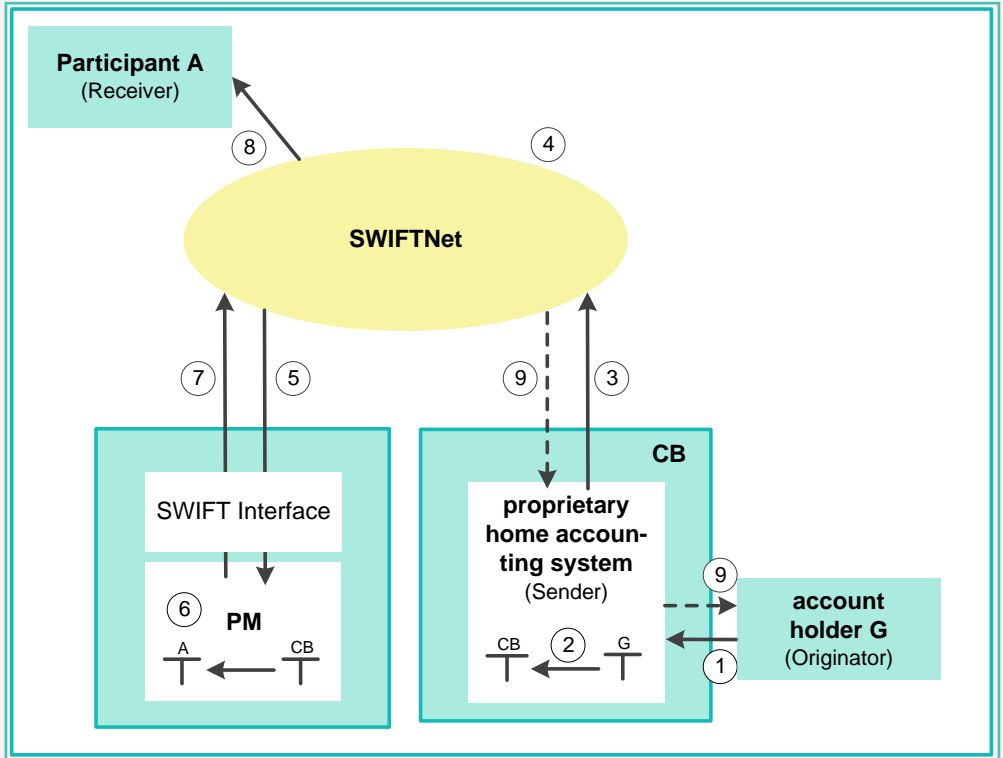 Participant A
(Receiver)
8
4
SWIFTNet
7
5
9
3
CB
SWIFT Interface
proprietary
home accoun-
ting system
(Sender)
6
PM
A
CB
CB
2
G
9
account
holder G
(Originator)
1